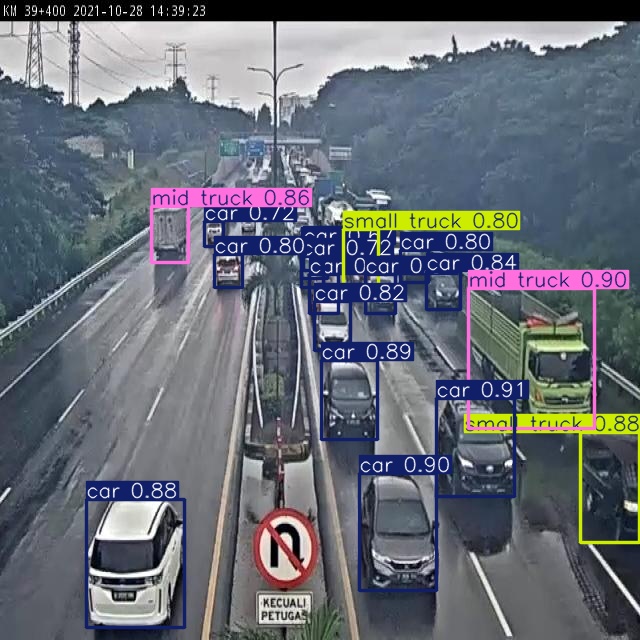 KM 39+400 2021-10-28 14:39:23
mid truck 0.86
car 0.72
small truck 0.80
car 0.80
car 0.80
car 0.84
mid truck 0.90
car 0.82
car 0.89
car 0.91
small truck 0.88
car 0.90
car 0.88
KECUALI
PETUGAS